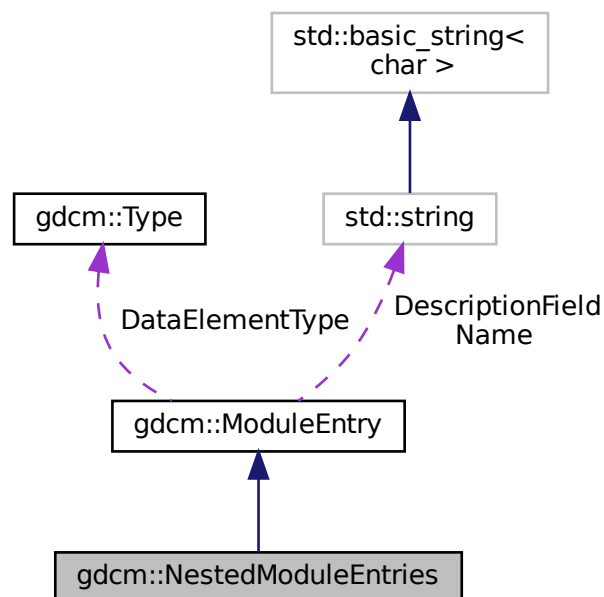 std::basic_string<
char >
gdcm::Type
std::string
DataElementType
DescriptionField
Name
gdcm::ModuleEntry
gdcm::NestedModuleEntries